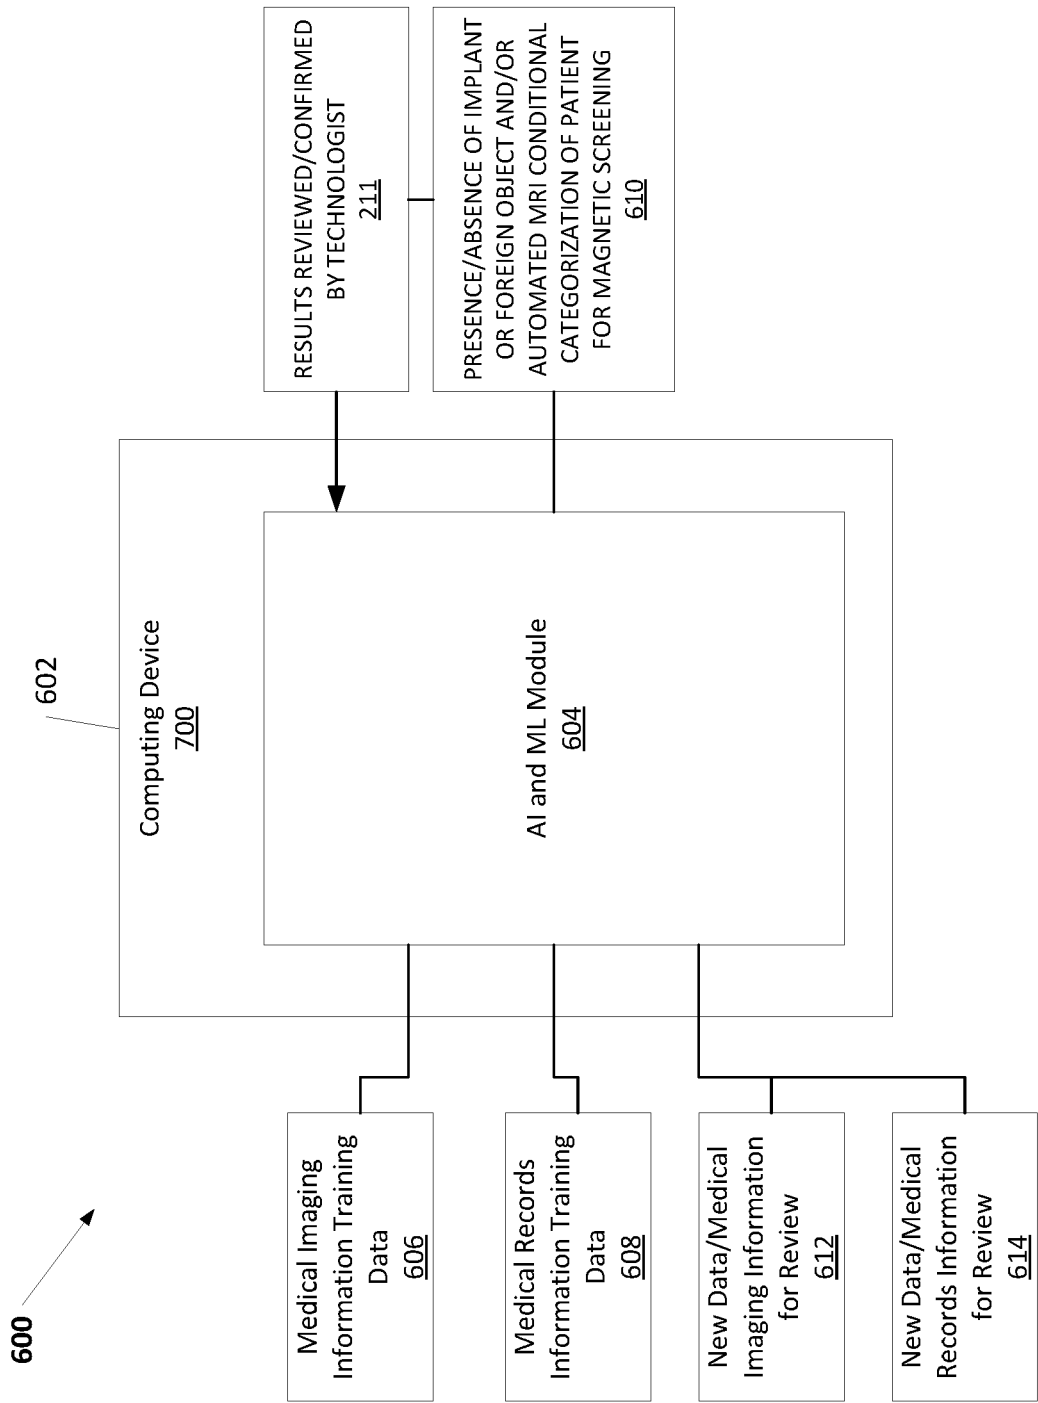 600
Medical Imaging
Information Training
Data
606
Medical Records
Information Training
Data
608
New Data/Medical
Imaging Information
for Review
612
New Data/Medical
Records Information
for Review
614
602
Computing Device
700
AI and ML Module
604
RESULTS REVIEWED/CONFIRMED
BY TECHNOLOGIST
211
PRESENCE/ABSENCE OF IMPLANT
OR FOREIGN OBJECT AND/OR
AUTOMATED MRI CONDITIONAL
CATEGORIZATION OF PATIENT
FOR MAGNETIC SCREENING
610